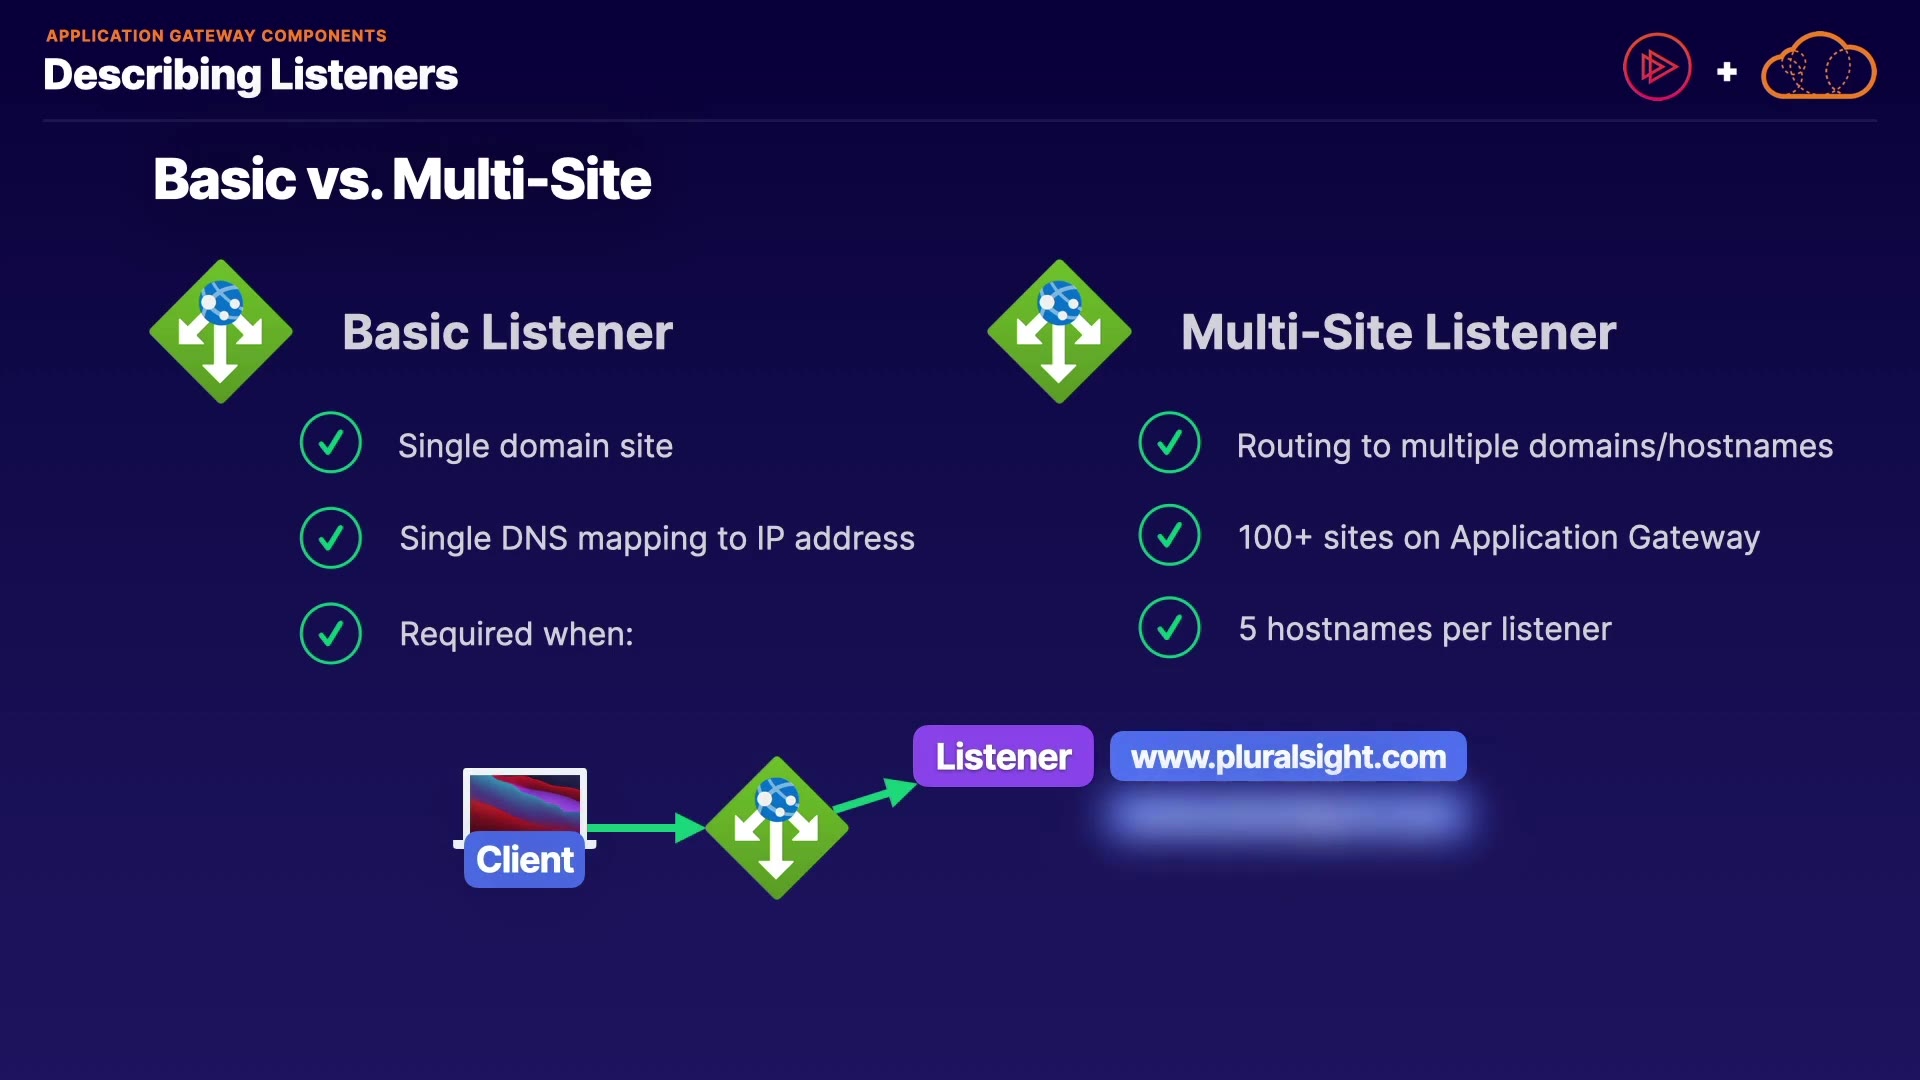 APPLICATION GATEWAY COMPONENTS
Describing Listeners
Basic vs. Multi-Site
Basic Listener
Single domain site
Single DNS mapping to IP address
Required when:
Multi-Site Listener
Routing to multiple domains/hostnames
100+ sites on Application Gateway
5 hostnames per listener
Client
Listener
www.pluralsight.com